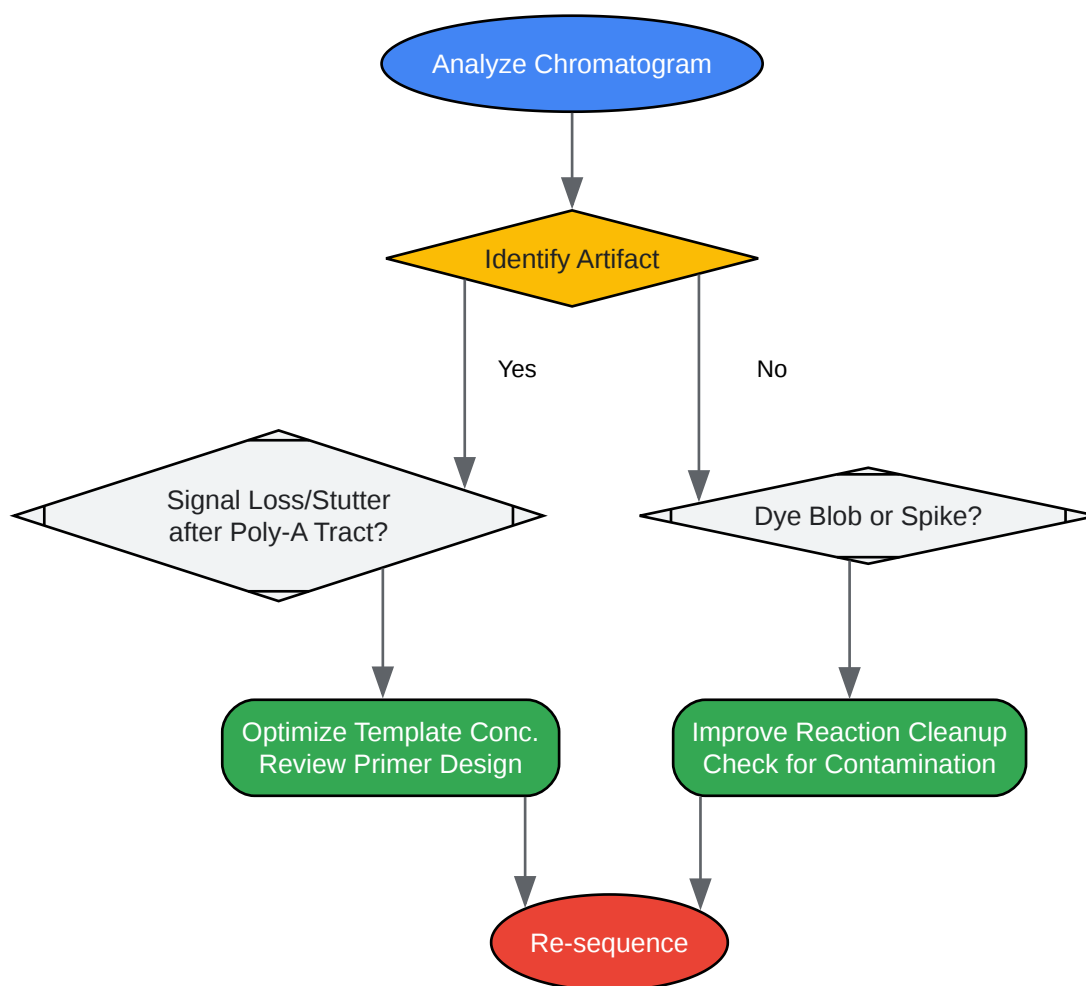 Analyze Chromatogram
Identify Artifact
Yes
No
Signal Loss/Stutter
after Poly-A Tract?
Dye Blob or Spike?
Optimize Template Conc.
Review Primer Design
Improve Reaction Cleanup
Check for Contamination
Re-sequence